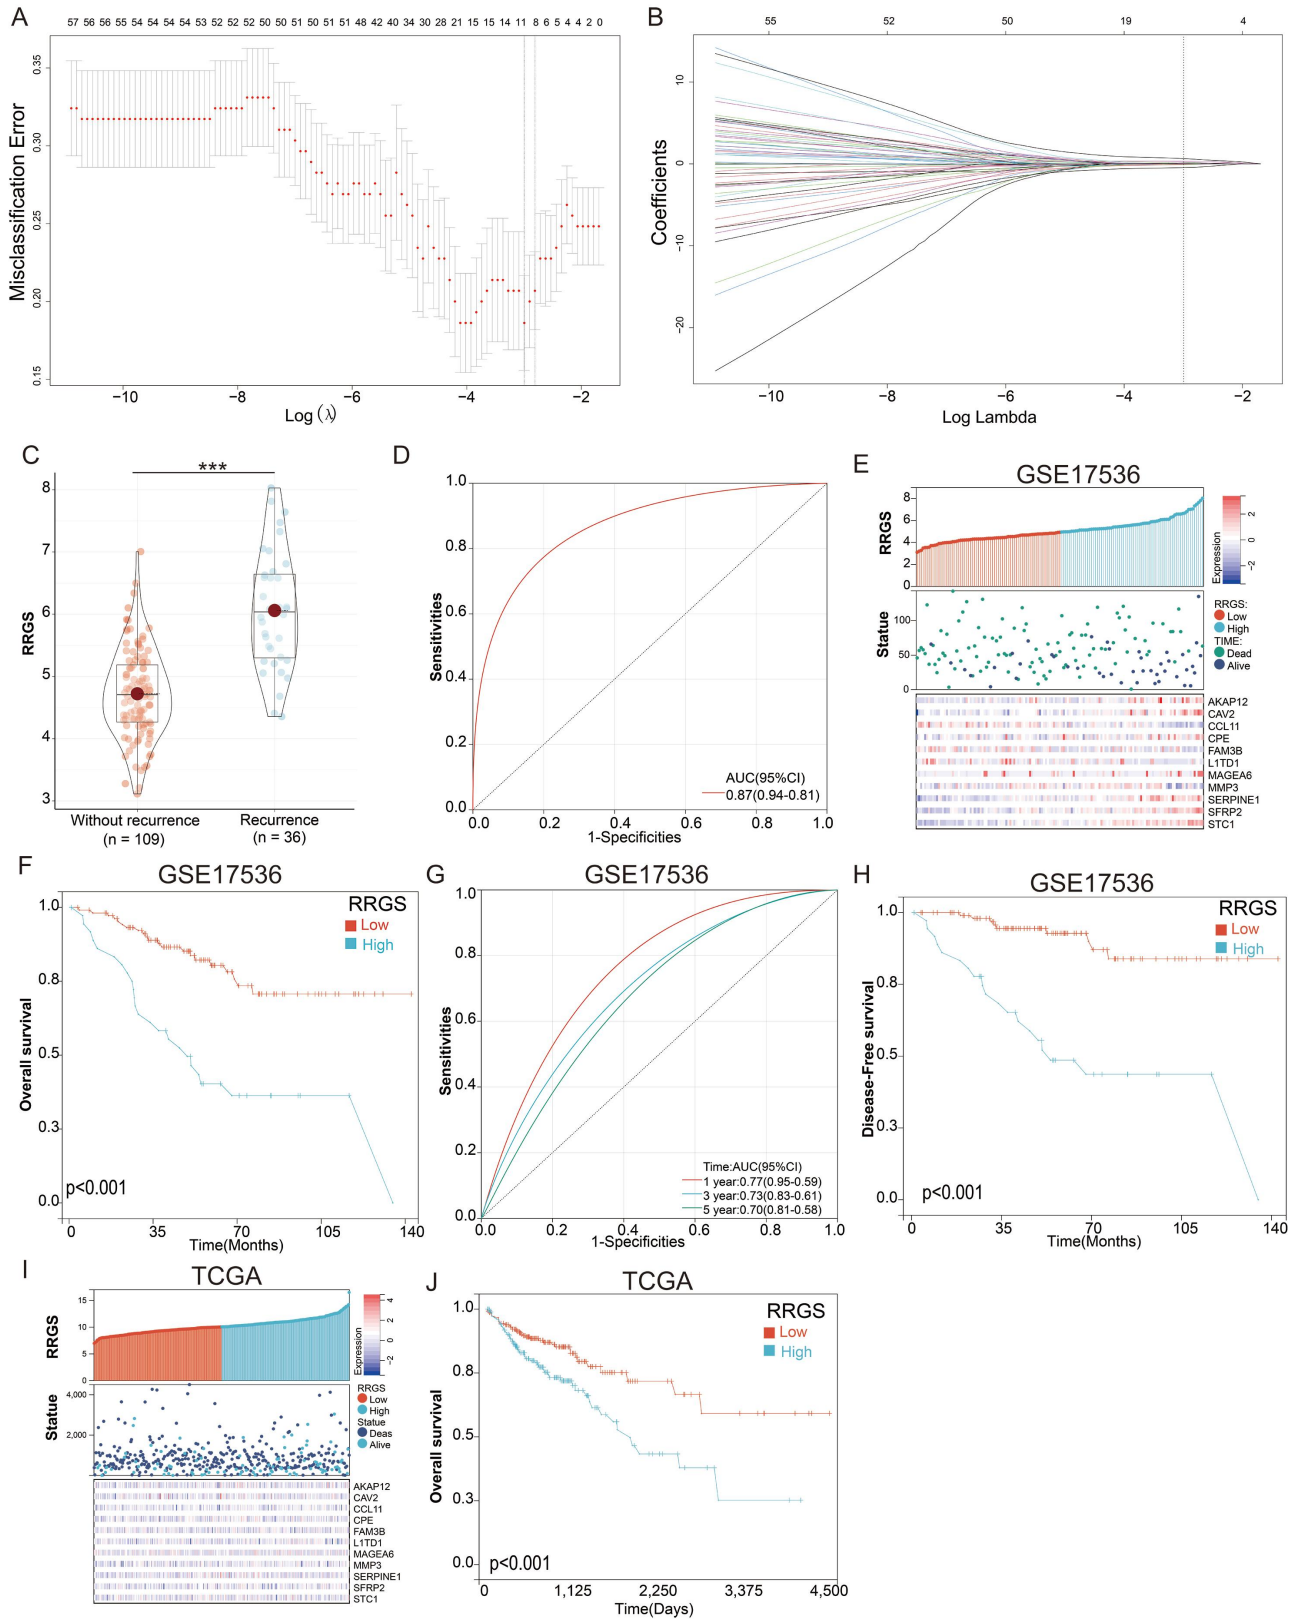 A
57 56 56 55 54 54 54 54 54 53 52 52 50 50 51 50 51 51 48 42 40 34 30 28 21 15 15 14 11 8 6 5 4 4 2 0
Misclassification Error
0.35
0.30
0.25
0.20
0.15
−10 −8 −6 −4 −2
Log (λ)
B
55 52 50 19 4
Coefficients
10
0
−10
−20
−10 −8 −6 −4 −2
Log Lambda
C
***
RRGS
8
7
6
5
4
3
Without recurrence
(n = 109)
Recurrence
(n = 36)
D
Sensitivities
1.0
0.8
0.6
0.4
0.2
0.0
0.0 0.2 0.4 0.6 0.8 1.0
1-Specificities
AUC(95%CI)
0.87(0.94-0.81)
E
GSE17536
RRGS
8
6
4
2
0
Expression
2
0
−2
Statue
100
50
0
RRGS:
Low
High
TIME:
Dead
Alive
AKAP12
CAV2
CCL11
CPE
FAM3B
L1TD1
MAGEA6
MMP3
SERPINE1
SFRP2
STC1
F
GSE17536
RRGS
Low
High
Overall survival
1.0
0.8
0.5
0.3
0.0
p<0.001
0 35 70 105 140
Time(Months)
G
GSE17536
Sensitivities
1.0
0.8
0.6
0.4
0.2
0.0
Time:AUC(95%CI)
1 year:0.77(0.95-0.59)
3 year:0.73(0.83-0.61)
5 year:0.70(0.81-0.58)
0.0 0.2 0.4 0.6 0.8 1.0
1-Specificities
H
GSE17536
RRGS
Low
High
Disease-Free survival
1.0
0.8
0.5
0.3
0.0
p<0.001
0 35 70 105 140
Time(Months)
I
TCGA
RRGS
15
10
5
0
Expression
4
2
0
−2
Statue
4,000
2,000
RRGS
Low
High
Statue
Deas
Alive
AKAP12
CAV2
CCL11
CPE
FAM3B
L1TD1
MAGEA6
MMP3
SERPINE1
SFRP2
STC1
J
TCGA
RRGS
Low
High
Overall survival
1.0
0.8
0.5
0.3
0.0
p<0.001
0 1,125 2,250 3,375 4,500
Time(Days)